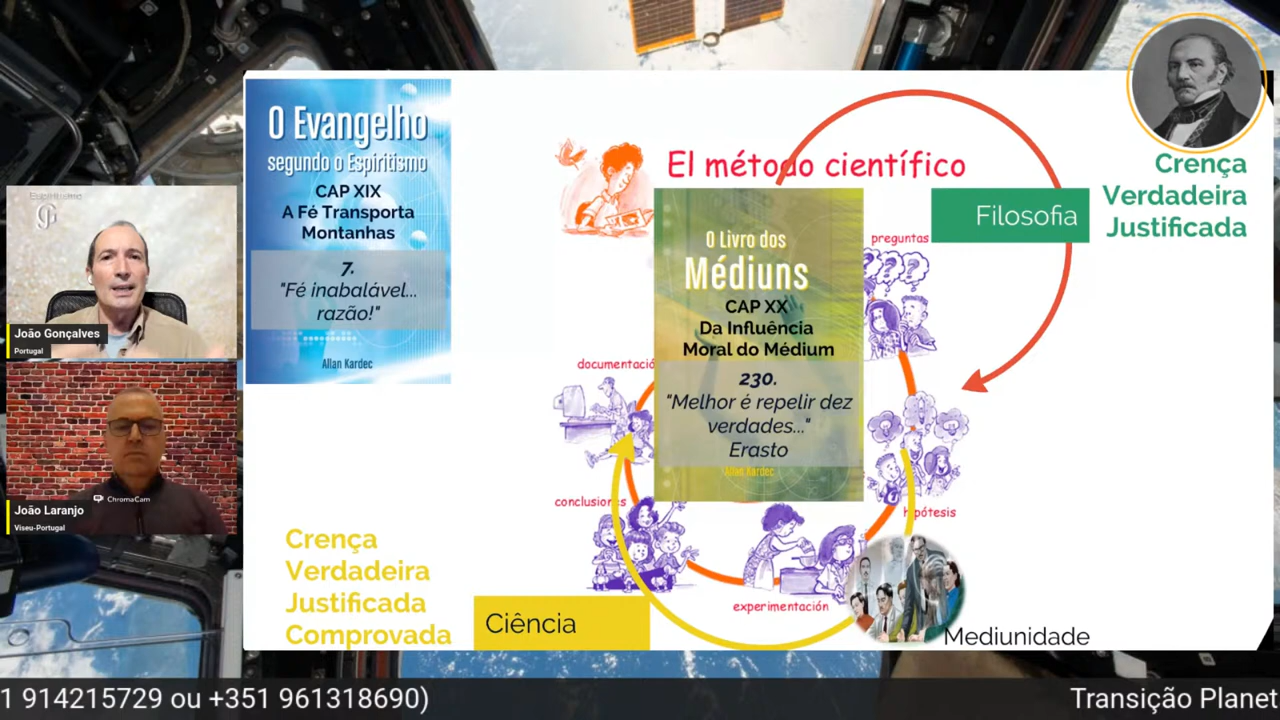 O Evangelho
segundo o Espiritismo
CAP XIX
A Fé Transporta
Montanhas
7.
"Fé inabalável...
razão!"
Allan Kardec
Espiritismo
João Gonçalves
Portugal
ChromaCam
João Laranjo
Viseu-Portugal
El método científico
O Livro dos
Médiuns
CAP XX
Da Influência
Moral do Médium
230.
"Melhor é repelir dez
verdades..."
Erasto
Allan Kardec
preguntas
Filosofia
Crença
Verdadeira
Justificada
documentació
conclusiones
hipótesis
experimentación
Crença
Verdadeira
Justificada
Comprovada
Ciência
Mediunidade
1 914215729 ou +351 961318690)
Transição Planet